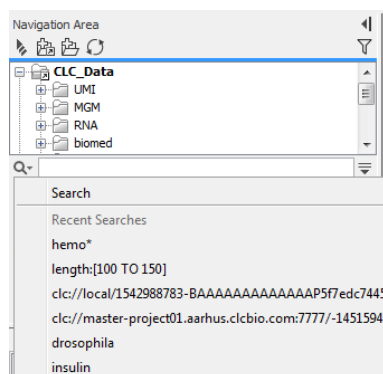 Navigation Area
CLC_Data
UMI
MGM
RNA
biomed
Search
Recent Searches
hemo*
length:[100 TO 150]
clc://local/1542988783-BAAAAAAAAAAAAAP5f7edc7445
clc://master-project01.aarhus.clcbio.com:7777/-1451594
drosophila
insulin